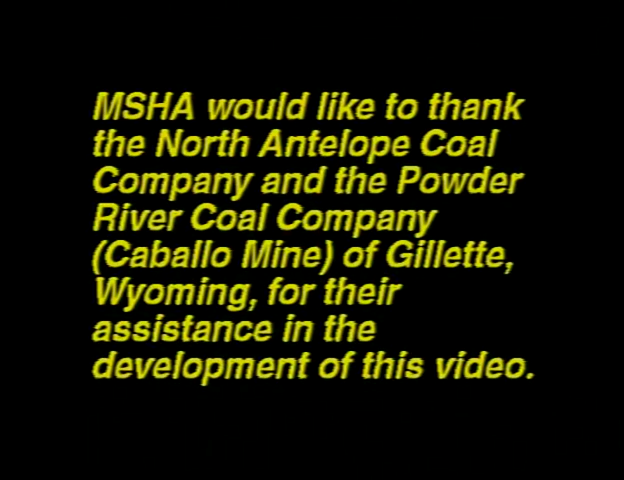 MSHA would like to thank
the North Antelope Coal
Company and the Powder
River Coal Company
(Caballo Mine) of Gillette,
Wyoming, for their
assistance in the
development of this video.